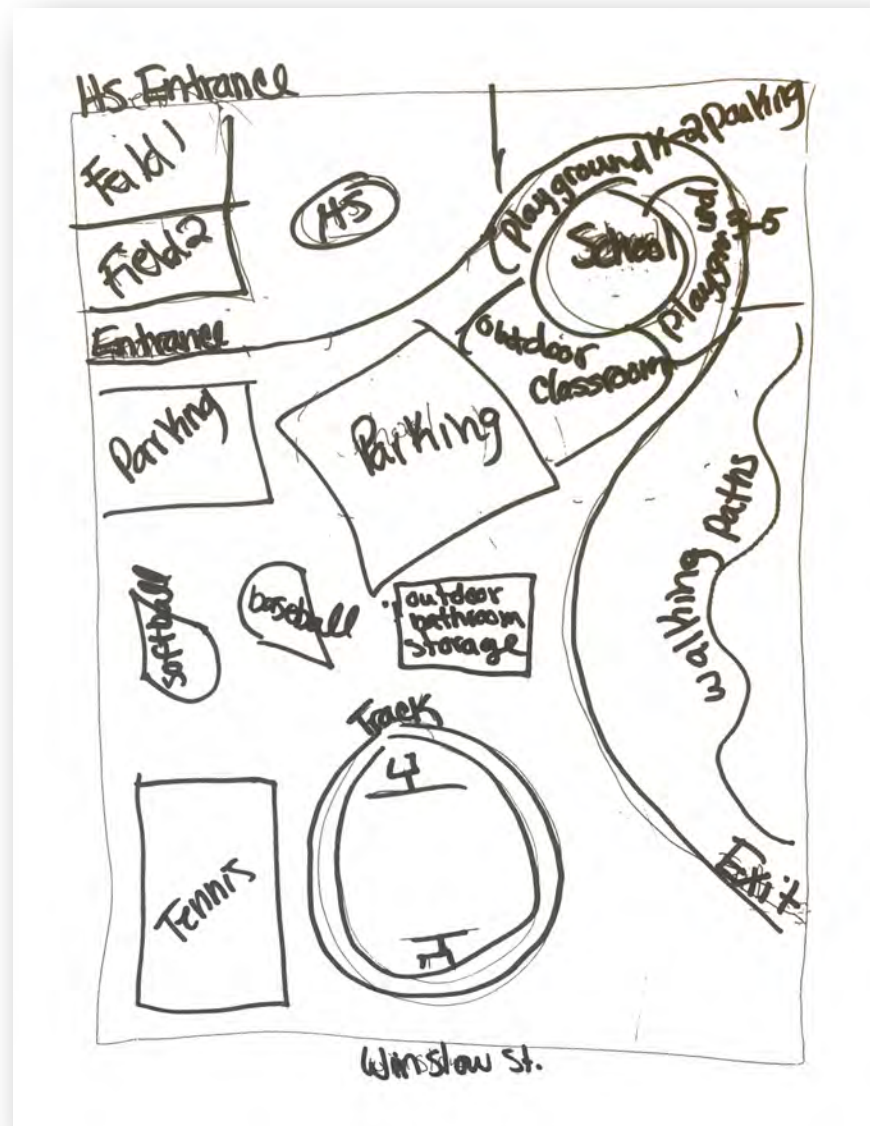 HS Entrance
Feild 1
Field 2
HS
Playground K-2
Parking
School
Playground
3-5
Entrance
outdoor
classroom
Parking
Parking
Walking Paths
softball
baseball
outdoor
bathroom
storage
Track
Tennis
Exit
Winslow St.